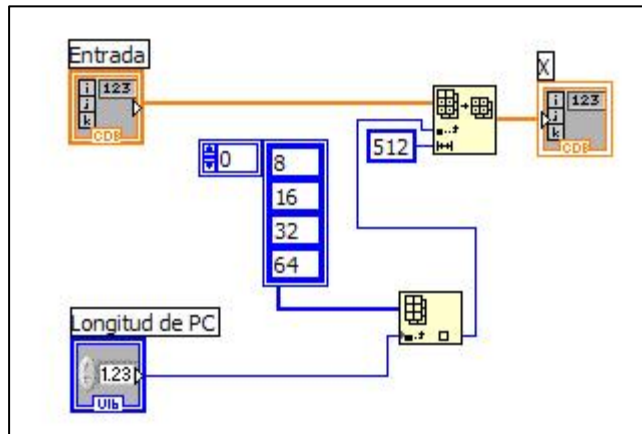 Entrada
i 123
j
k
CDB
X
i 123
j
k
CDB
512
0
8
16
32
64
Longitud de PC
1.23
U16